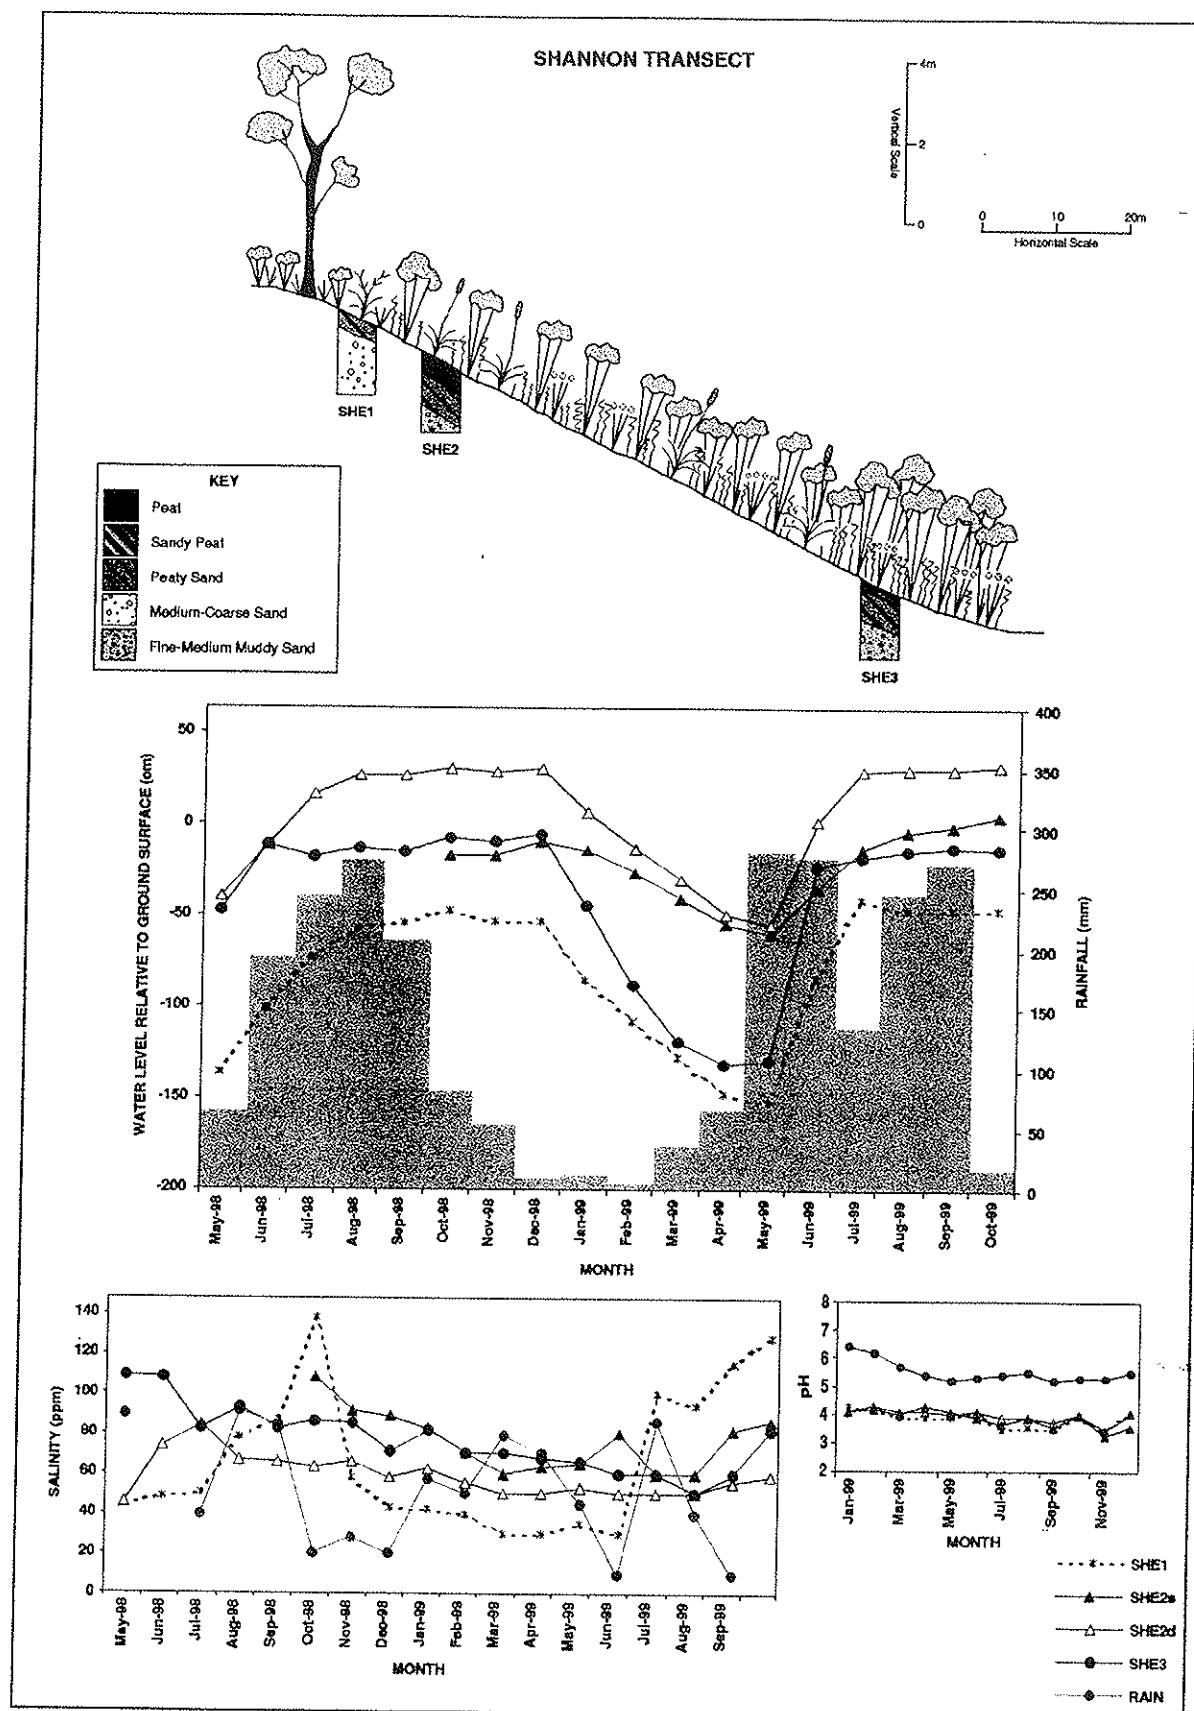 SHANNON TRANSECT
4m
2
0
Vertical Scale
0 10 20m
Horizontal Scale
SHE1
SHE2
SHE3
KEY
Peat
Sandy Peat
Peaty Sand
Medium-Coarse Sand
Fine-Medium Muddy Sand
WATER LEVEL RELATIVE TO GROUND SURFACE (cm)
50
0
-50
-100
-150
-200
400
350
300
250
200
150
100
50
0
RAINFALL (mm)
May-98 Jun-98 Jul-98 Aug-98 Sep-98 Oct-98 Nov-98 Dec-98 Jan-99 Feb-99 Mar-99 Apr-99 May-99 Jun-99 Jul-99 Aug-99 Sep-99 Oct-99
MONTH
SALINITY (ppm)
140
120
100
80
60
40
20
0
May-98 Jun-98 Jul-98 Aug-98 Sep-98 Oct-98 Nov-98 Dec-98 Jan-99 Feb-99 Mar-99 Apr-99 May-99 Jun-99 Jul-99 Aug-99 Sep-99
MONTH
pH
8
7
6
5
4
3
2
Jan-99 Mar-99 May-99 Jul-99 Sep-99 Nov-99
MONTH
SHE1
SHE2s
SHE2d
SHE3
RAIN